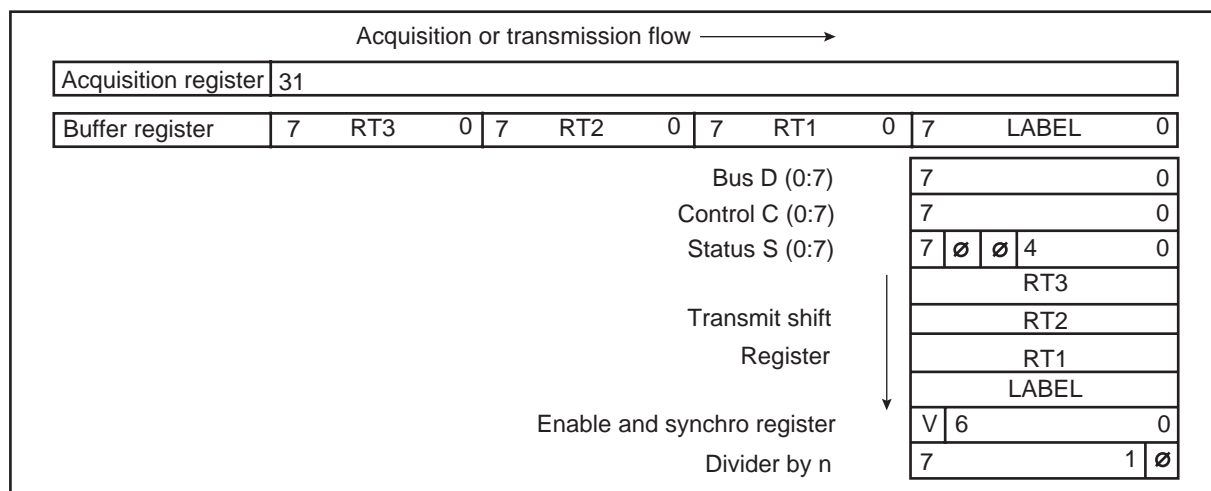 Acquisition or transmission flow
Acquisition register 31
Buffer register 7 RT3 0 7 RT2 0 7 RT1 0 7 LABEL 0
Bus D (0:7) 7 0
Control C (0:7) 7 0
Status S (0:7) 7 ø ø 4 0
RT3
Transmit shift RT2
Register RT1
LABEL
Enable and synchro register V 6 0
Divider by n 7 1 ø